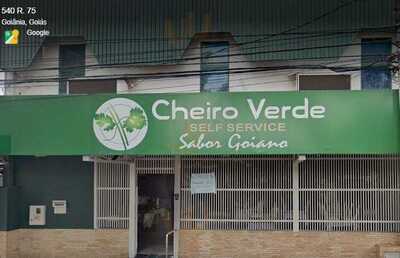 540 R. 75
Goiânia, Goiás
Google
Cheiro Verde
SELF SERVICE
Sabor Goiano